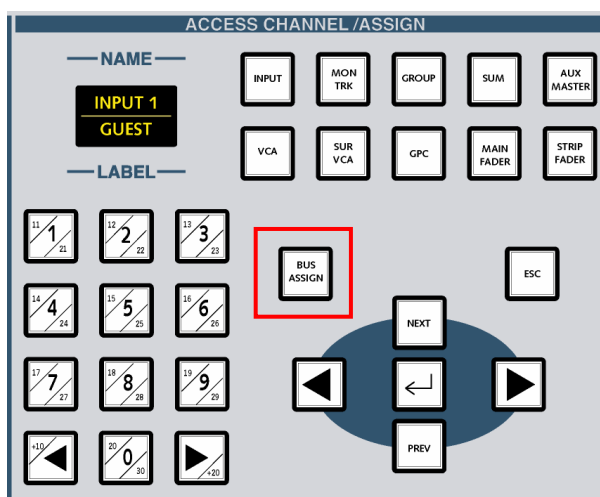 ACCESS CHANNEL /ASSIGN
NAME
INPUT 1
GUEST
LABEL
INPUT
MON
TRK
GROUP
SUM
AUX
MASTER
VCA
SUR
VCA
GPC
MAIN
FADER
STRIP
FADER
11
1
21
12
2
22
13
3
23
14
4
24
15
5
25
16
6
26
17
7
27
18
8
28
19
9
29
+10
20
0
30
+20
BUS
ASSIGN
ESC
NEXT
PREV